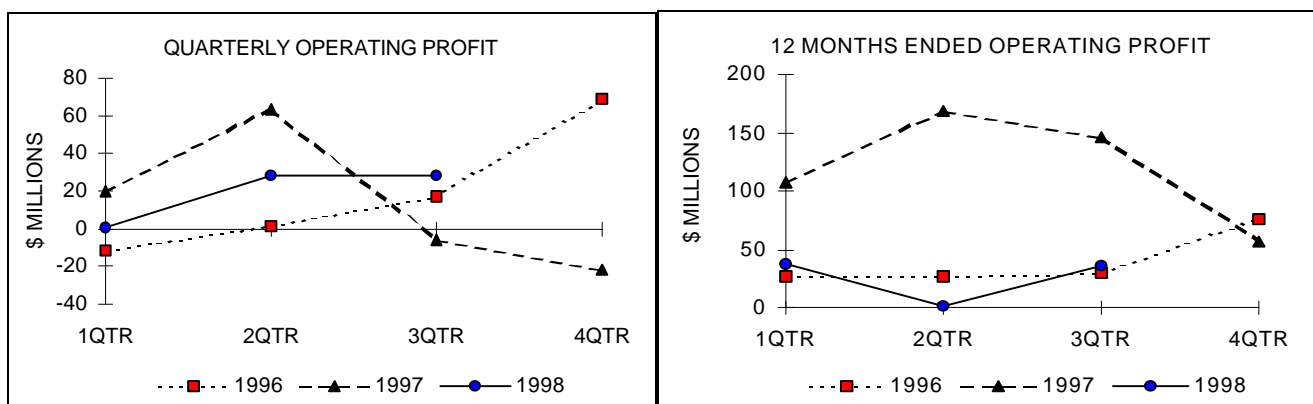 QUARTERLY OPERATING PROFIT
$ MILLIONS
80
60
40
20
0
-20
-40
1QTR 2QTR 3QTR 4QTR
1996 1997 1998
12 MONTHS ENDED OPERATING PROFIT
$ MILLIONS
200
150
100
50
0
1QTR 2QTR 3QTR 4QTR
1996 1997 1998